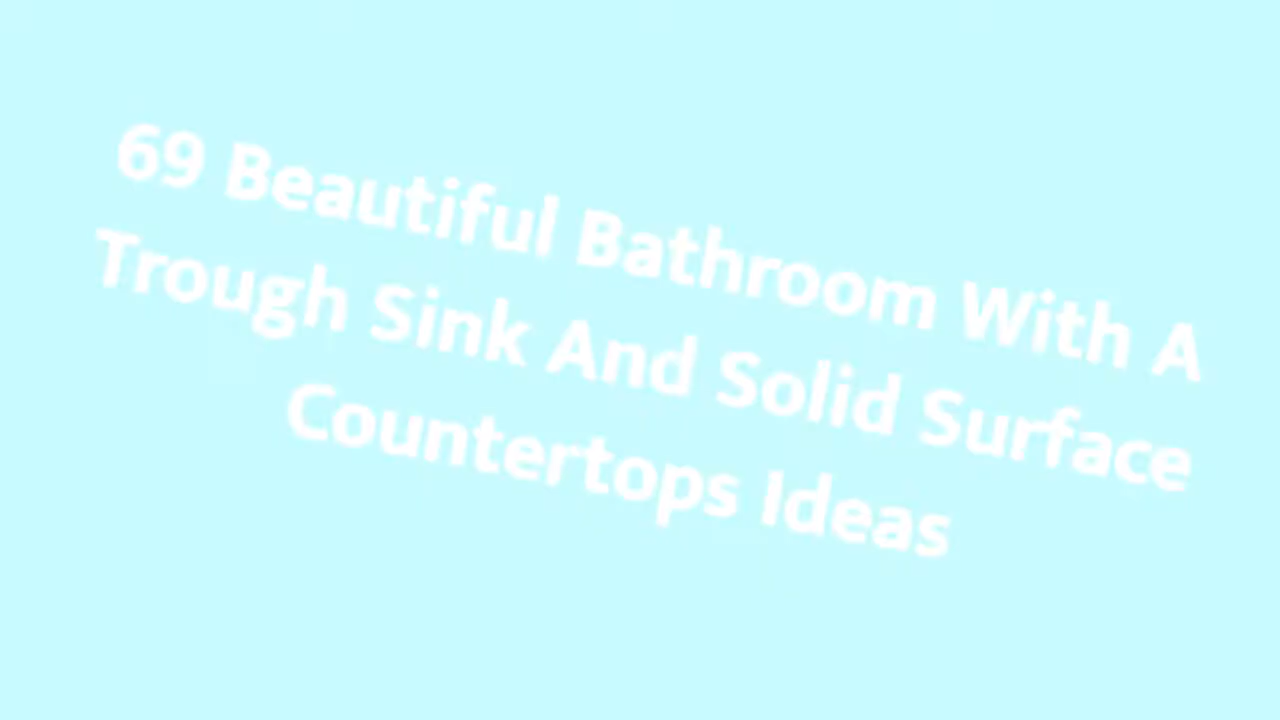 69 Beautiful Bathroom With A
Trough Sink And Solid Surface
Countertops Ideas